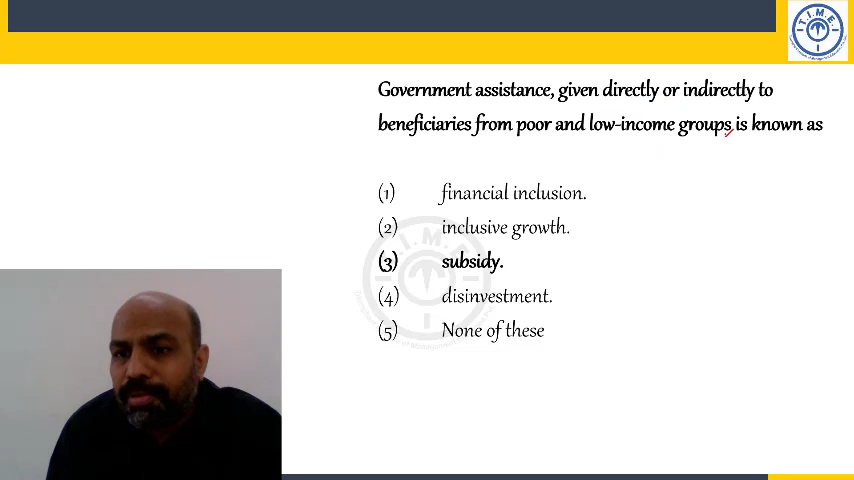 T.I.M.E.
Government assistance, given directly or indirectly to
beneficiaries from poor and low-income groups is known as
(1) financial inclusion.
(2) inclusive growth.
(3) subsidy.
(4) disinvestment.
(5) None of these